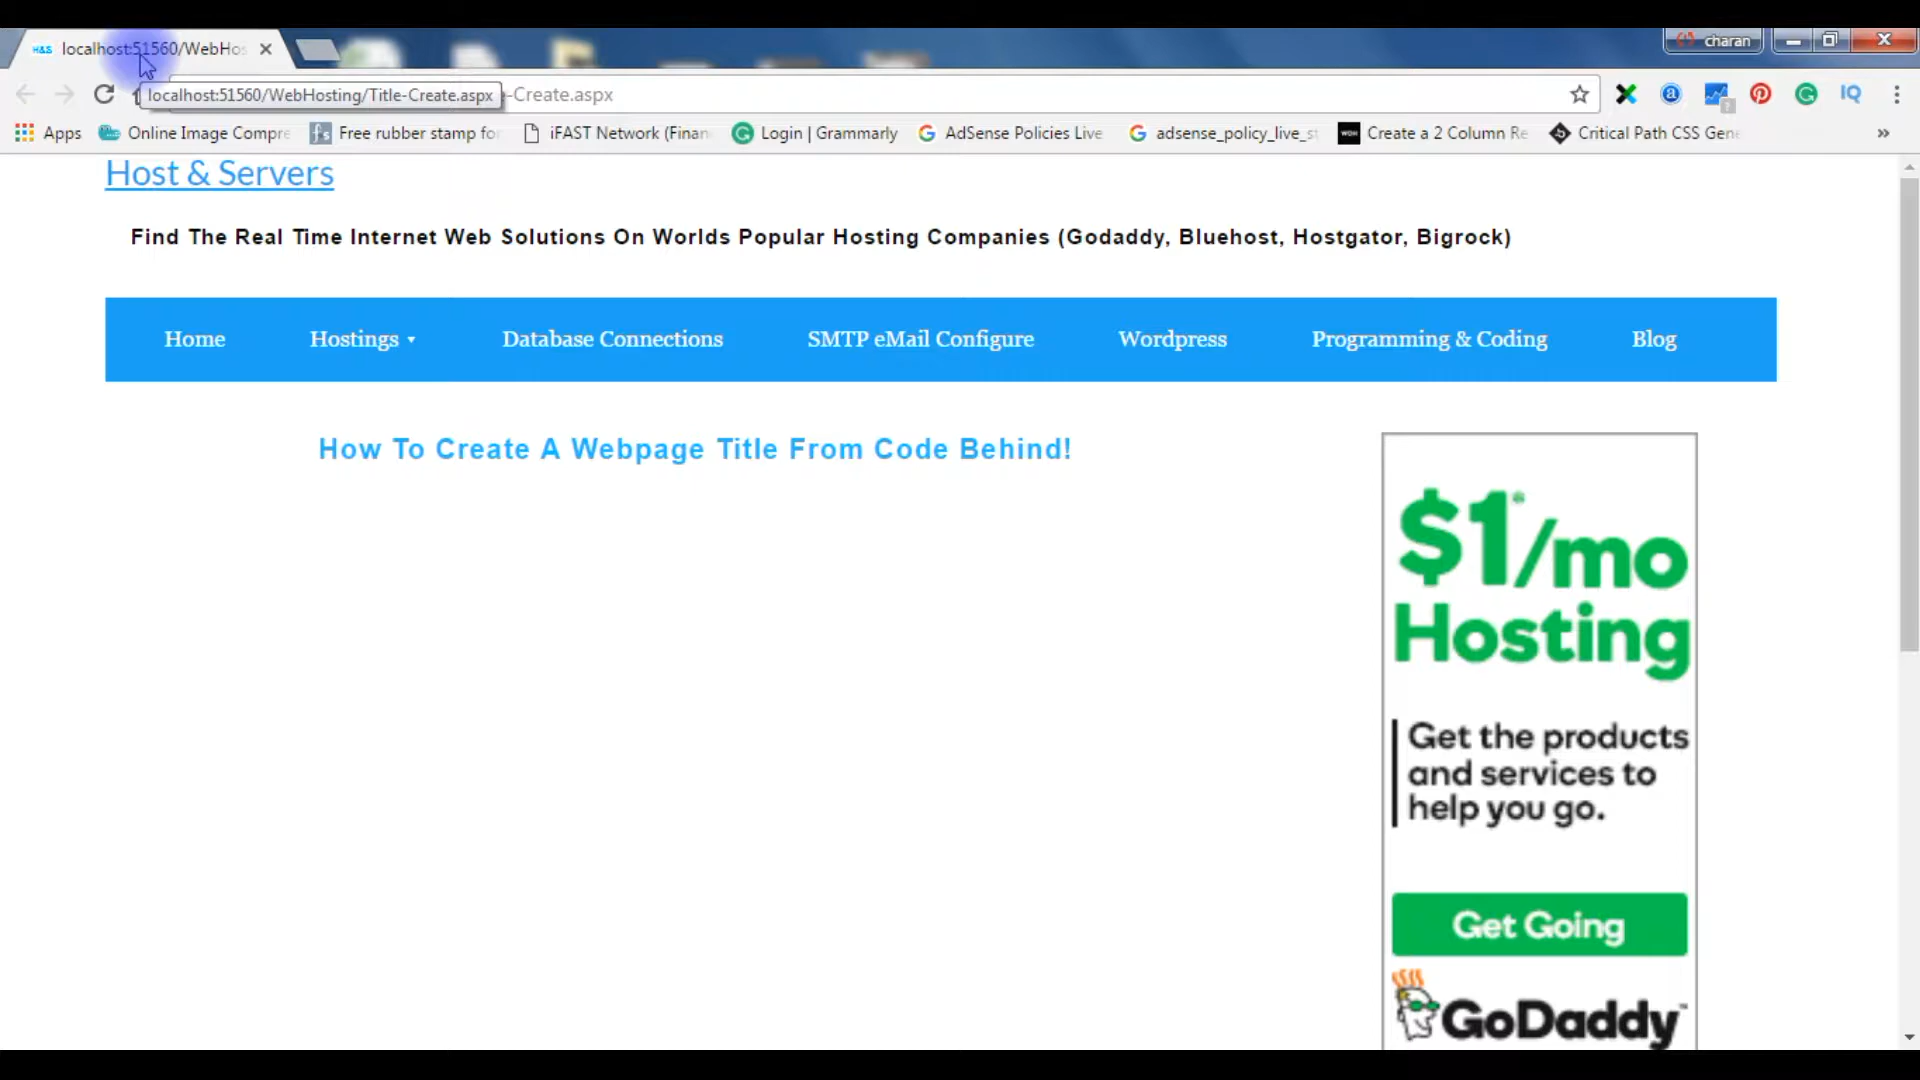 H&S localhost:51560/WebHos
charan
localhost:51560/WebHosting/Title-Create.aspx
-Create.aspx
Apps
Online Image Compre
Free rubber stamp fo
iFAST Network (Finan
Login | Grammarly
AdSense Policies Live
adsense_policy_live_st
Create a 2 Column Re
Critical Path CSS Gene
IQ
Host & Servers
Find The Real Time Internet Web Solutions On Worlds Popular Hosting Companies (Godaddy, Bluehost, Hostgator, Bigrock)
Home
Hostings
Database Connections
SMTP eMail Configure
Wordpress
Programming & Coding
Blog
How To Create A Webpage Title From Code Behind!
$1*/mo
Hosting
Get the products
and services to
help you go.
Get Going
GoDaddy™